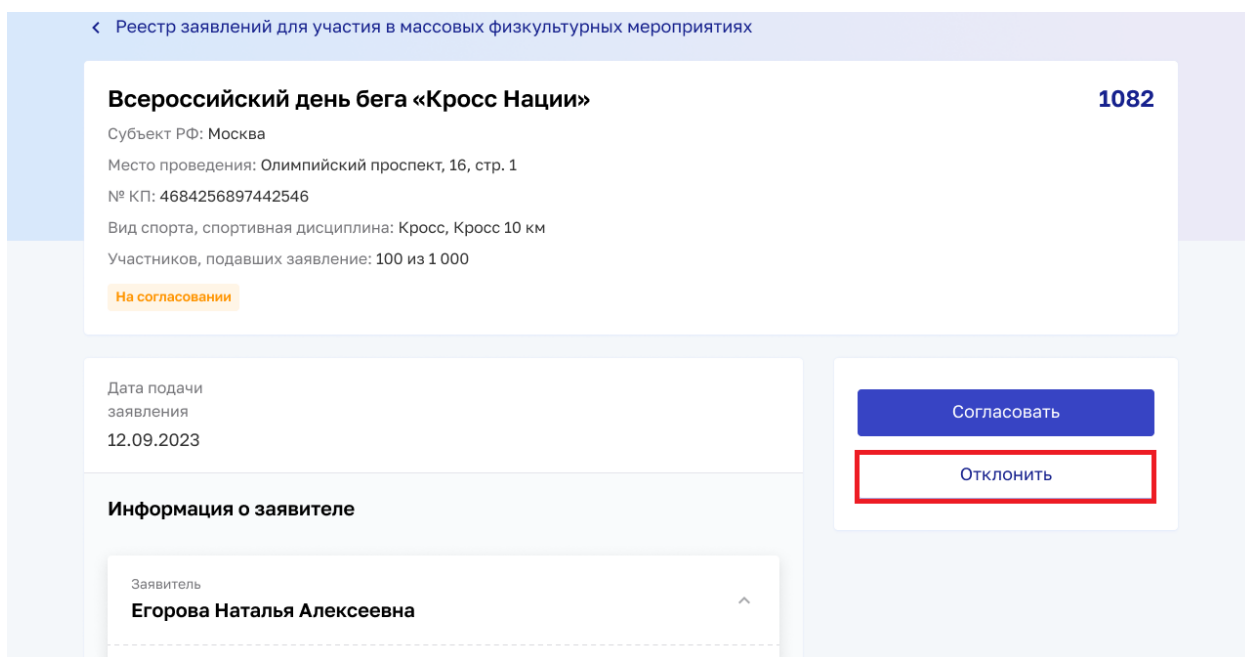 Реестр заявлений для участия в массовых физкультурных мероприятиях
Всероссийский день бега «Кросс Нации»
1082
Субъект РФ: Москва
Место проведения: Олимпийский проспект, 16, стр. 1
№ КП: 4684256897442546
Вид спорта, спортивная дисциплина: Кросс, Кросс 10 км
Участников, подавших заявление: 100 из 1 000
На согласовании
Дата подачи
заявления
12.09.2023
Согласовать
Отклонить
Информация о заявителе
Заявитель
Егорова Наталья Алексеевна